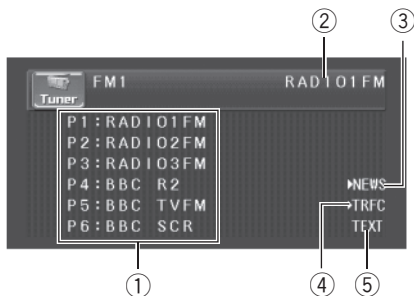 ② ③
FM1 RADIO1FM
Tuner
P1:RADIO1FM
P2:RADIO2FM
P3:RADIO3FM
P4:BBC R2 NEWS
P5:BBC TVFM TRFC
P6:BBC SCR TEXT
① ④ ⑤